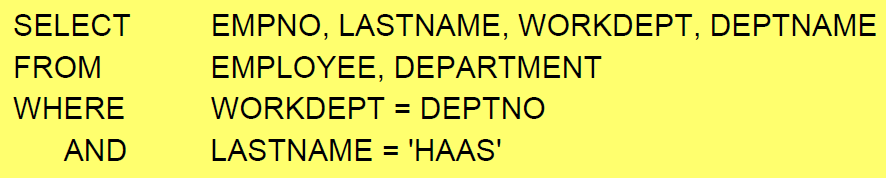 SELECT EMPNO, LASTNAME, WORKDEPT, DEPTNAME
FROM EMPLOYEE, DEPARTMENT
WHERE WORKDEPT = DEPTNO
AND LASTNAME = 'HAAS'